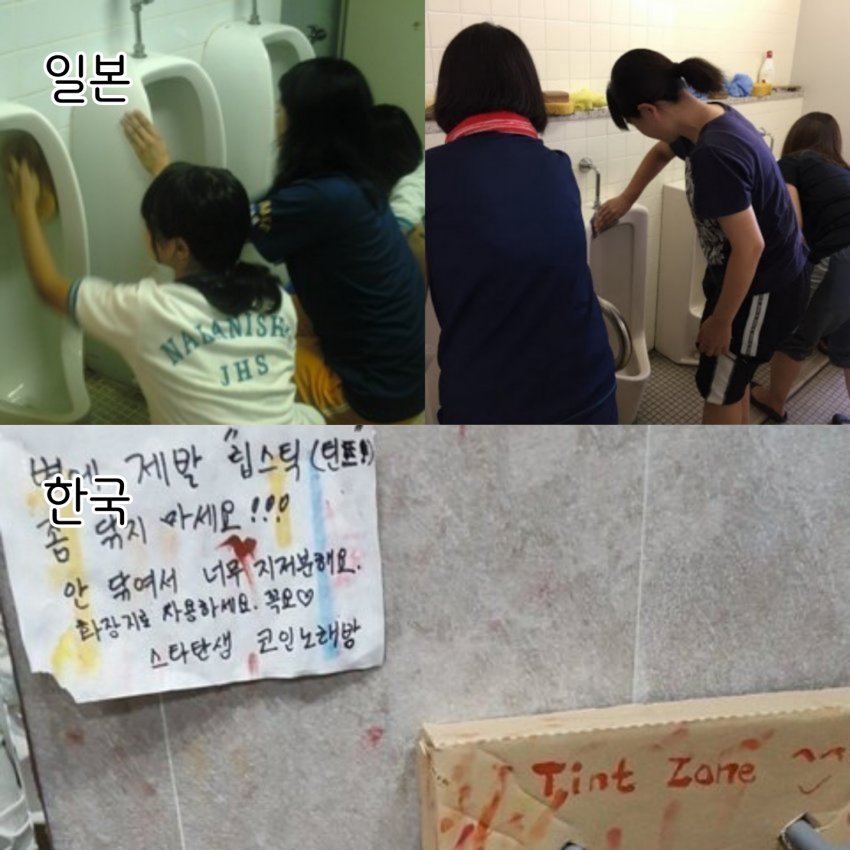 일본
NALANISHI
JHS
한국
벽에 제발 "립스틱(틴트!!)"
좀 닦지 마세요!!!
안 닦여서 너무 지저분해요.
화장지로 사용하세요. 꼭요♡
스타탄생 코인노래방
Tint Zone